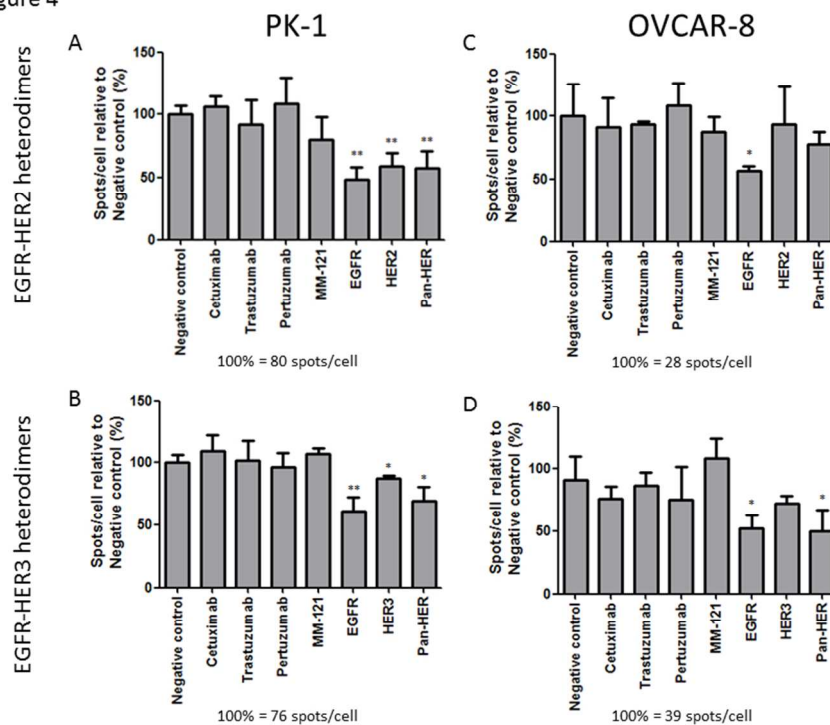 gure 4
PK-1
OVCAR-8
EGFR-HER2 heterodimers
A
Spots/cell relative to
Negative control (%)
150
100
50
0
Negative control
Cetuximab
Trastuzumab
Pertuzumab
MM-121
EGFR
HER2
Pan-HER
**
**
**
100% = 80 spots/cell
C
Spots/cell relative to
Negative control (%)
150
100
50
0
Negative control
Cetuximab
Trastuzumab
Pertuzumab
MM-121
EGFR
HER2
Pan-HER
*
100% = 28 spots/cell
EGFR-HER3 heterodimers
B
Spots/cell relative to
Negative control (%)
150
100
50
0
Negative control
Cetuximab
Trastuzumab
Pertuzumab
MM-121
EGFR
HER3
Pan-HER
**
*
*
100% = 76 spots/cell
D
Spots/cell relative to
Negative control (%)
150
100
50
0
Negative control
Cetuximab
Trastuzumab
Pertuzumab
MM-121
EGFR
HER3
Pan-HER
*
*
100% = 39 spots/cell